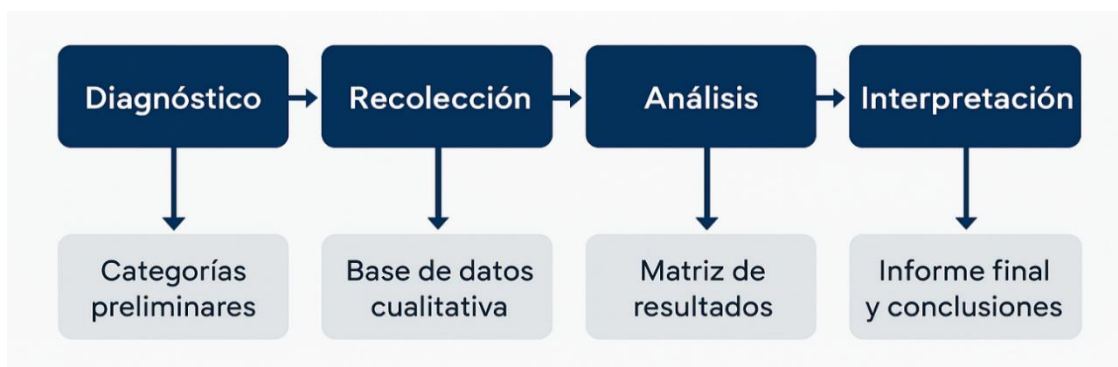 Diagnóstico
Recolección
Análisis
Interpretación
Categorías
preliminares
Base de datos
cualitativa
Matriz de
resultados
Informe final
y conclusiones